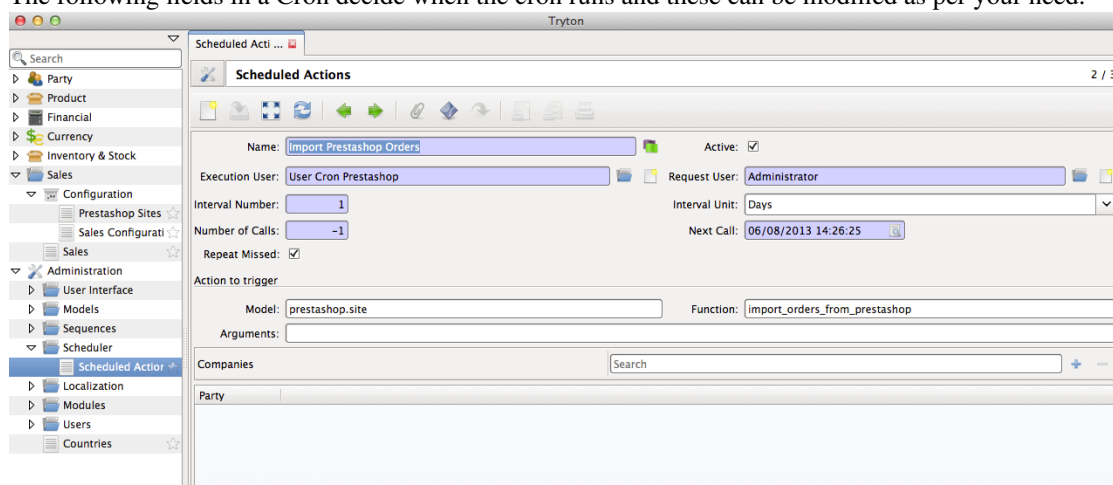 The following fields in a Cron decide when the cron runs and these can be modified as per your need.
Tryton
Search
Party
Product
Financial
Currency
Inventory & Stock
Sales
Configuration
Prestashop Sites
Sales Configurati
Sales
Administration
User Interface
Models
Sequences
Scheduler
Scheduled Action
Localization
Modules
Users
Countries
Scheduled Acti ...
Scheduled Actions 2 / 3
Name: Import Prestashop Orders Active:
Execution User: User Cron Prestashop Request User: Administrator
Interval Number: 1 Interval Unit: Days
Number of Calls: -1 Next Call: 06/08/2013 14:26:25
Repeat Missed:
Action to trigger
Model: prestashop.site Function: import_orders_from_prestashop
Arguments:
Companies Search
Party